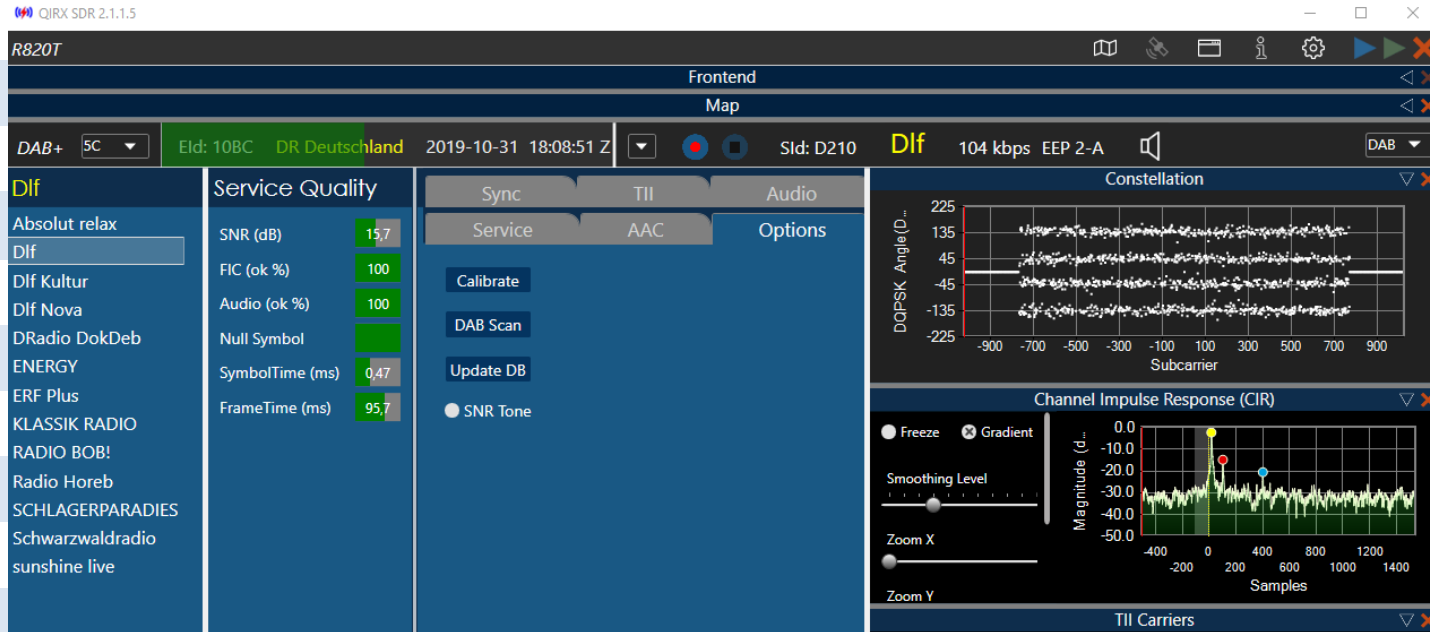 QIRX SDR 2.1.1.5
R820T
Frontend
Map
DAB+ 5C EId: 10BC DR Deutschland 2019-10-31 18:08:51 Z SId: D210 Dlf 104 kbps EEP 2-A DAB
Dlf
Absolut relax
Dlf
Dlf Kultur
Dlf Nova
DRadio DokDeb
ENERGY
ERF Plus
KLASSIK RADIO
RADIO BOB!
Radio Horeb
SCHLAGERPARADIES
Schwarzwaldradio
sunshine live
Service Quality
SNR (dB) 15,7
FIC (ok %) 100
Audio (ok %) 100
Null Symbol
SymbolTime (ms) 0,47
FrameTime (ms) 95,7
Sync TII Audio
Service AAC Options
Calibrate
DAB Scan
Update DB
SNR Tone
Constellation
DQPSK Angle (D...
225
135
45
-45
-135
-225
-900 -700 -500 -300 -100 100 300 500 700 900
Subcarrier
Channel Impulse Response (CIR)
Freeze Gradient
Smoothing Level
Zoom X
Zoom Y
Magnitude (d...
0.0
-10.0
-20.0
-30.0
-40.0
-50.0
-400 0 400 800 1200
-200 200 600 1000 1400
Samples
TII Carriers